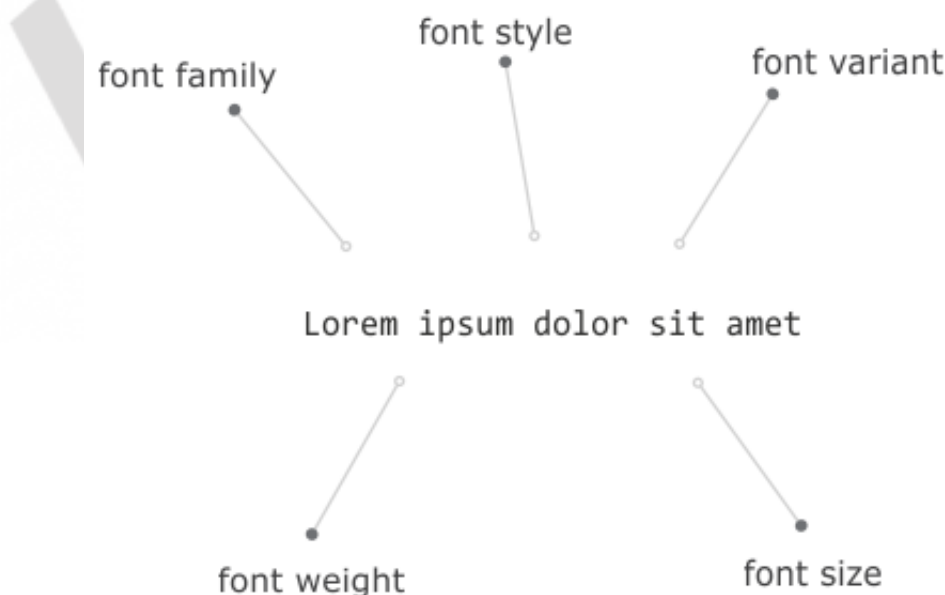 font style
font family
font variant
Lorem ipsum dolor sit amet
font weight
font size